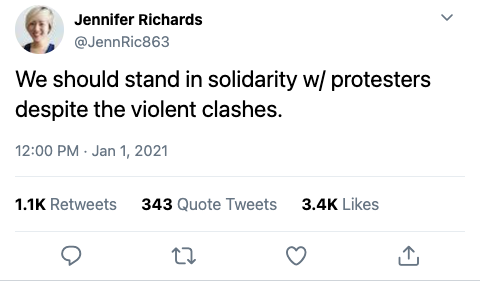 Jennifer Richards
@JennRic863
We should stand in solidarity w/ protesters
despite the violent clashes.
12:00 PM · Jan 1, 2021
1.1K Retweets 343 Quote Tweets 3.4K Likes